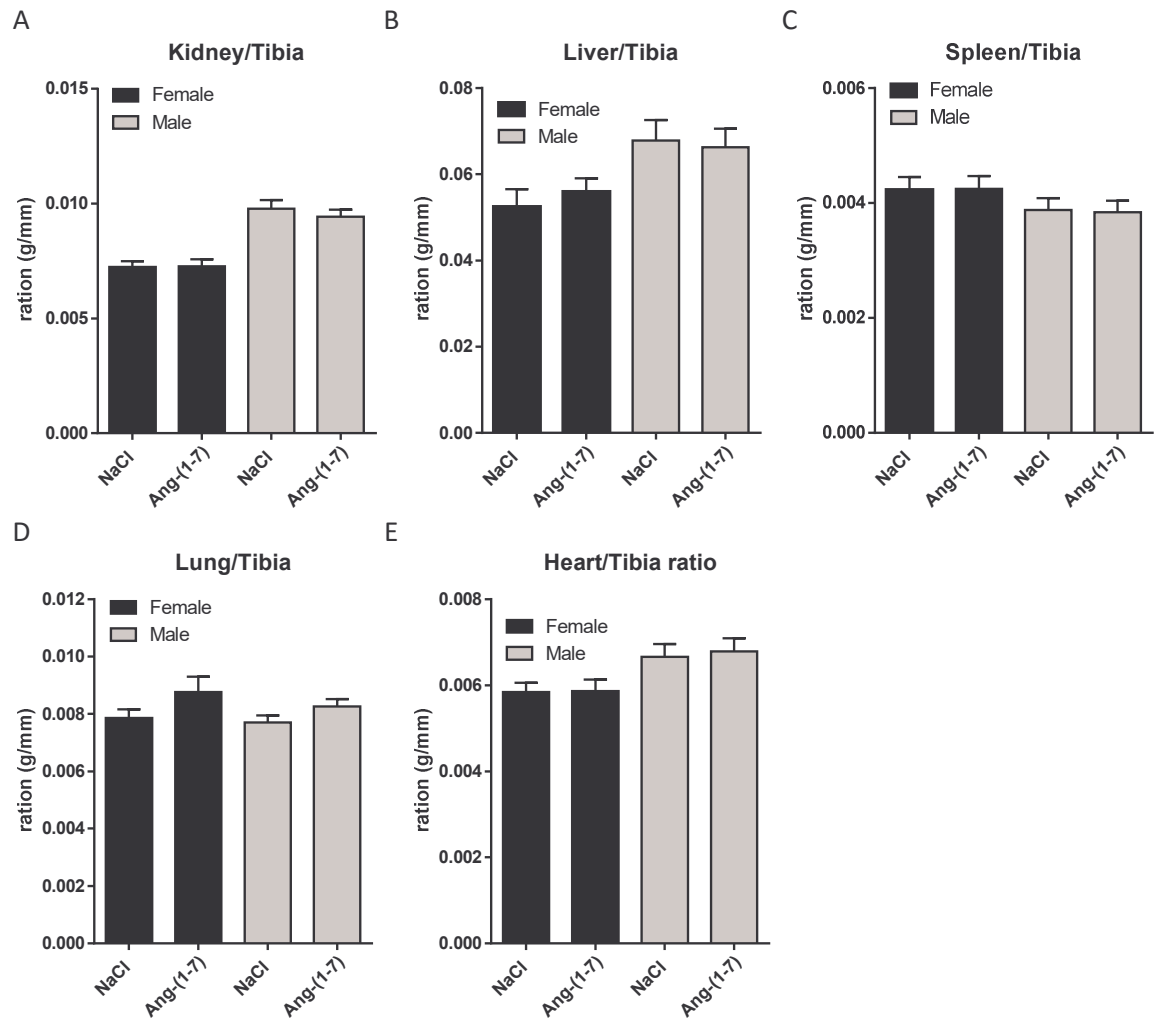 A
Kidney/Tibia
0.015
0.010
0.005
0.000
ration (g/mm)
Female
Male
NaCl
Ang-(1-7)
NaCl
Ang-(1-7)
B
Liver/Tibia
0.08
0.06
0.04
0.02
0.00
ration (g/mm)
Female
Male
NaCl
Ang-(1-7)
NaCl
Ang-(1-7)
C
Spleen/Tibia
0.006
0.004
0.002
0.000
ration (g/mm)
Female
Male
NaCl
Ang-(1-7)
NaCl
Ang-(1-7)
D
Lung/Tibia
0.012
0.010
0.008
0.006
0.004
0.002
0.000
ration (g/mm)
Female
Male
NaCl
Ang-(1-7)
NaCl
Ang-(1-7)
E
Heart/Tibia ratio
0.008
0.006
0.004
0.002
0.000
ration (g/mm)
Female
Male
NaCl
Ang-(1-7)
NaCl
Ang-(1-7)